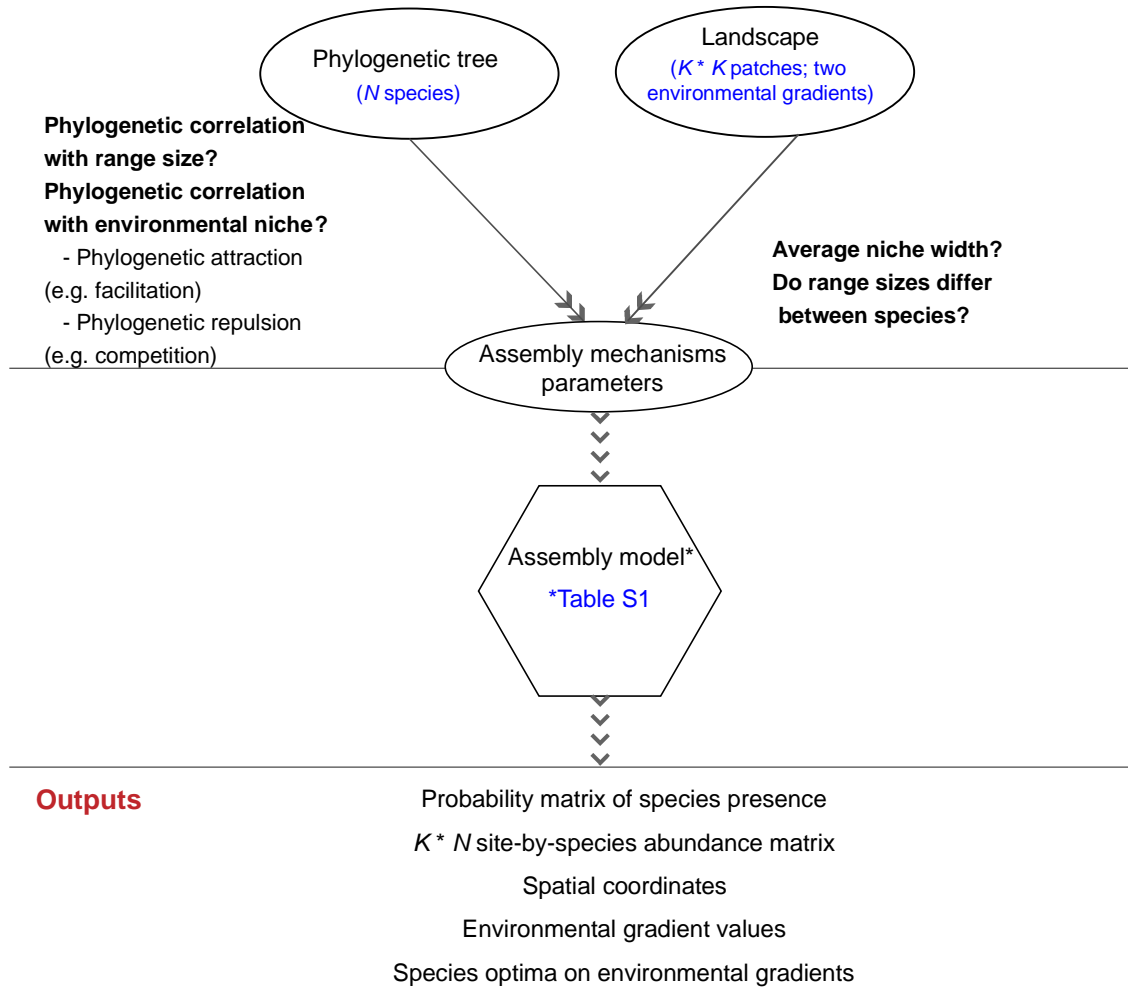 Phylogenetic tree
(N species)
Landscape
(K * K patches; two
environmental gradients)
Phylogenetic correlation
with range size?
Phylogenetic correlation
with environmental niche?
- Phylogenetic attraction
(e.g. facilitation)
- Phylogenetic repulsion
(e.g. competition)
Average niche width?
Do range sizes differ
between species?
Assembly mechanisms
parameters
Assembly model*
*Table S1
Outputs
Probability matrix of species presence
K * N site-by-species abundance matrix
Spatial coordinates
Environmental gradient values
Species optima on environmental gradients